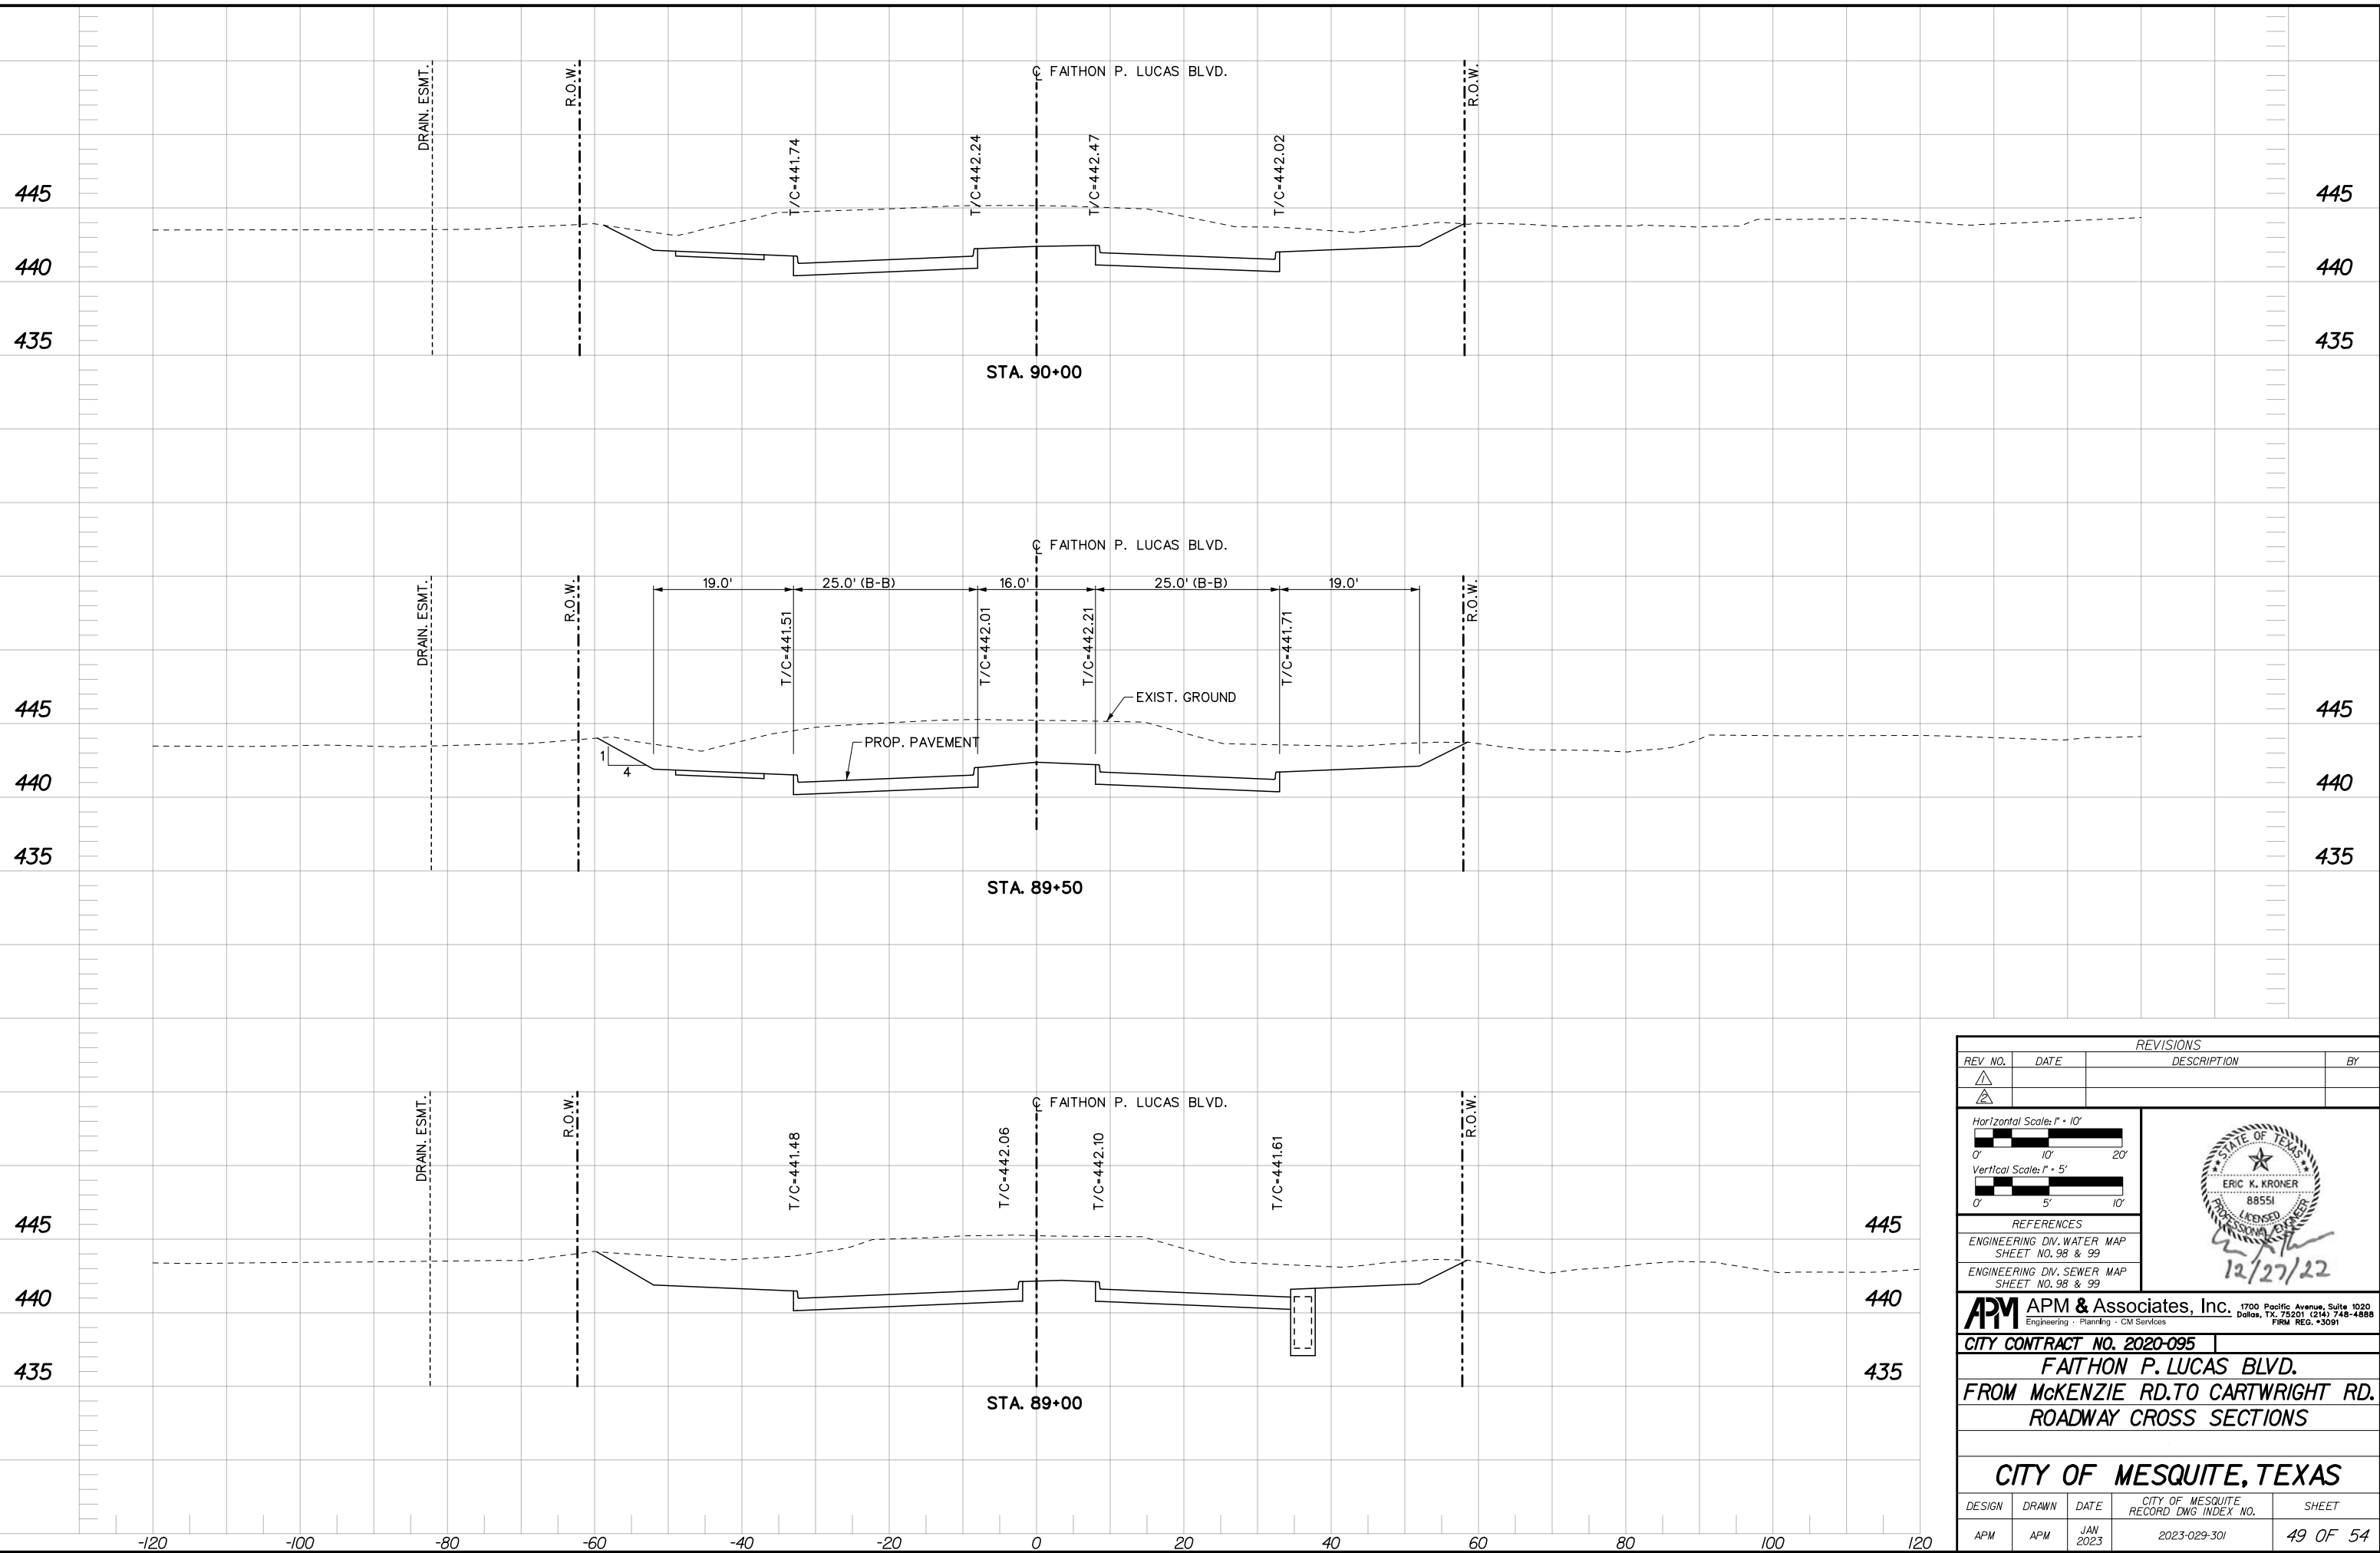 ℄ FAITHON P. LUCAS BLVD.
DRAIN. ESMT.
R.O.W.
T/C=441.74
T/C=442.24
T/C=442.47
T/C=442.02
R.O.W.
445 445
440 440
435 435
STA. 90+00
℄ FAITHON P. LUCAS BLVD.
DRAIN. ESMT.
R.O.W.
19.0' 25.0' (B-B) 16.0' 25.0' (B-B) 19.0'
T/C=441.51
T/C=442.01
T/C=442.21
T/C=441.71
R.O.W.
EXIST. GROUND
PROP. PAVEMENT
1
4
445 445
440 440
435 435
STA. 89+50
℄ FAITHON P. LUCAS BLVD.
DRAIN. ESMT.
R.O.W.
T/C=441.48
T/C=442.06
T/C=442.10
T/C=441.61
R.O.W.
445 445
440 440
435 435
STA. 89+00
-120 -100 -80 -60 -40 -20 0 20 40 60 80 100 120
REVISIONS
REV NO. DATE DESCRIPTION BY
1
2
Horizontal Scale: 1" = 10'
0' 10' 20'
Vertical Scale: 1" = 5'
0' 5' 10'
STATE OF TEXAS
ERIC K. KRONER
88551
LICENSED
PROFESSIONAL ENGINEER
12/27/22
REFERENCES
ENGINEERING DIV. WATER MAP
SHEET NO. 98 & 99
ENGINEERING DIV. SEWER MAP
SHEET NO. 98 & 99
APM APM & Associates, Inc.
Engineering - Planning - CM Services
1700 Pacific Avenue, Suite 1020
Dallas, TX. 75201 (214) 748-4888
FIRM REG. #3091
CITY CONTRACT NO. 2020-095
FAITHON P. LUCAS BLVD.
FROM McKENZIE RD. TO CARTWRIGHT RD.
ROADWAY CROSS SECTIONS
CITY OF MESQUITE, TEXAS
DESIGN DRAWN DATE CITY OF MESQUITE RECORD DWG INDEX NO. SHEET
APM APM JAN 2023 2023-029-301 49 OF 54